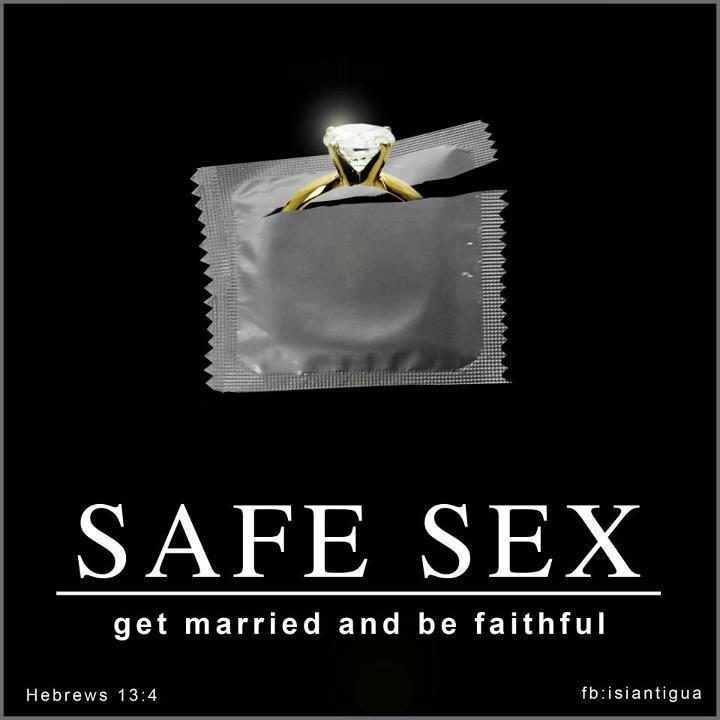 SAFE SEX
get married and be faithful
Hebrews 13:4
fb:isiantigua